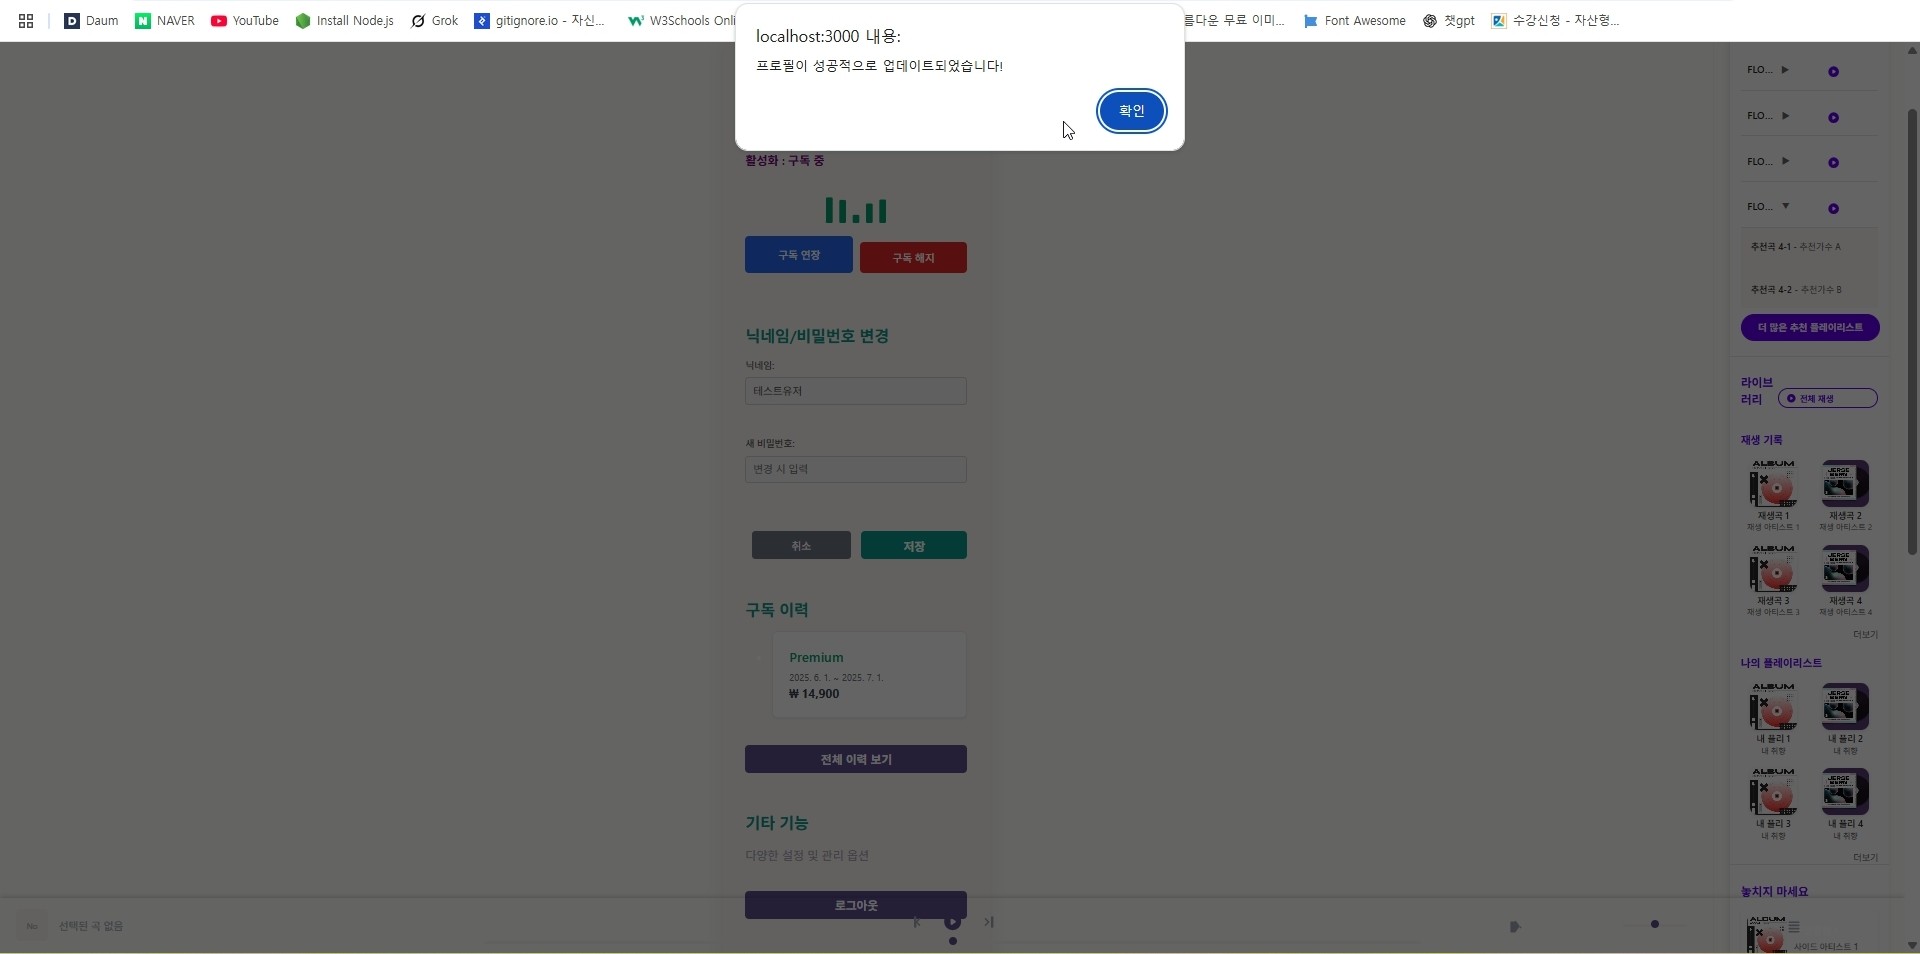 Daum NAVER YouTube Install Node.js Grok gitignore.io - 자신... W3Schools Onli 름다운 무료 이미... Font Awesome 챗gpt 수강신청 - 자산형...
localhost:3000 내용:
프로필이 성공적으로 업데이트되었습니다!
확인
활성화 : 구독 중
구독 연장 구독 해지
닉네임/비밀번호 변경
닉네임:
테스트유저
새 비밀번호:
변경 시 입력
취소 저장
구독 이력
Premium
2025. 6. 1. ~ 2025. 7. 1.
₩ 14,900
전체 이력 보기
기타 기능
다양한 설정 및 관리 옵션
로그아웃
FLO...
FLO...
FLO...
FLO...
추천곡 4-1 - 추천가수 A
추천곡 4-2 - 추천가수 B
더 많은 추천 플레이리스트
라이브
러리
전체 재생
재생 기록
ALBUM
재생곡 1 재생곡 2
재생 아티스트 1 재생 아티스트 2
ALBUM
재생곡 3 재생곡 4
재생 아티스트 3 재생 아티스트 4
더보기
나의 플레이리스트
ALBUM
내 플리 1 내 플리 2
내 취향 내 취향
ALBUM
내 플리 3 내 플리 4
내 취향 내 취향
더보기
놓치지 마세요
ALBUM
사이드 아티스트 1
No 선택된 곡 없음